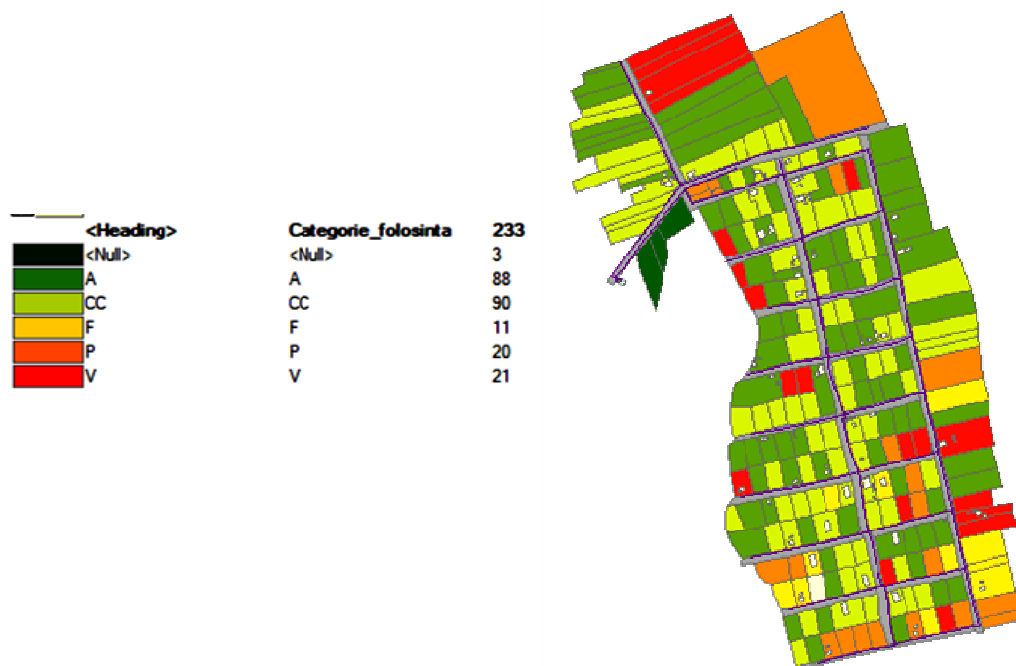 <Heading> Categorie_folosinta 233
<Null> <Null> 3
A A 88
CC CC 90
F F 11
P P 20
V V 21